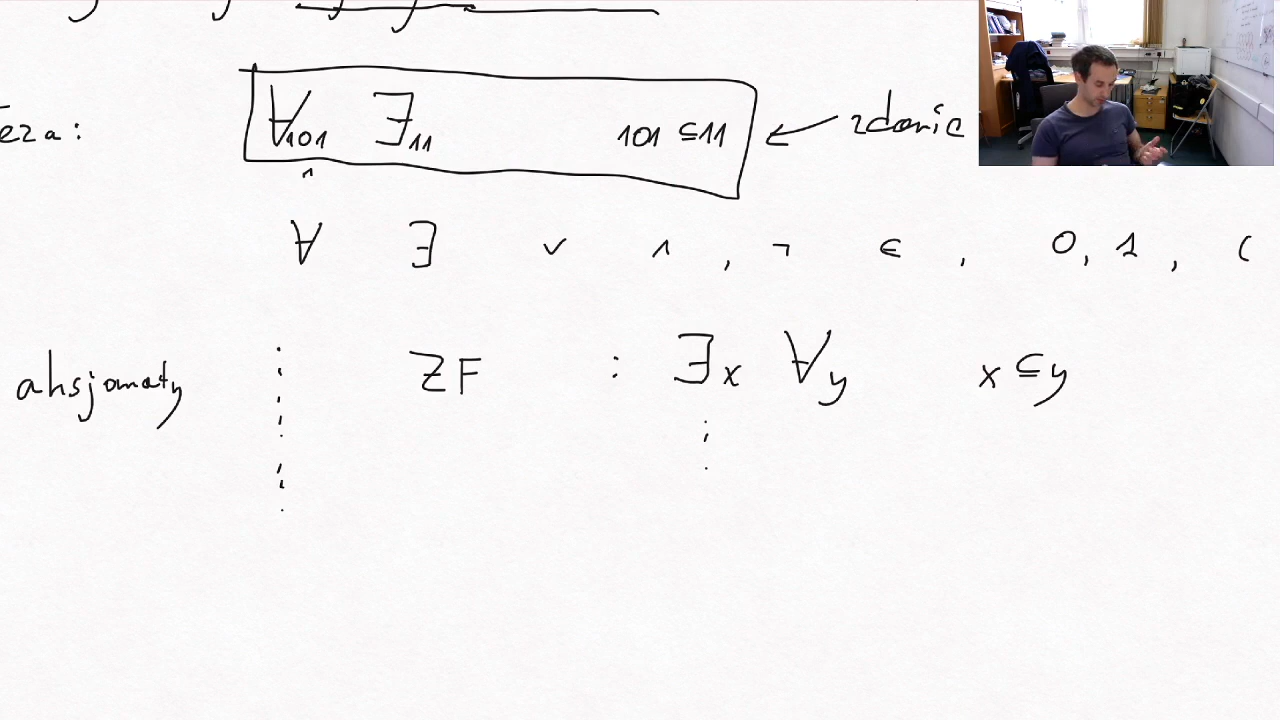 teza: ∀₁₀₁ ∃₁₁ 101 ⊆ 11 ← zdanie
∀ ∃ ∨ ∧ , ¬ ∈ , 0, 1, (
aksjomaty ZF : ∃x ∀y x ⊆ y